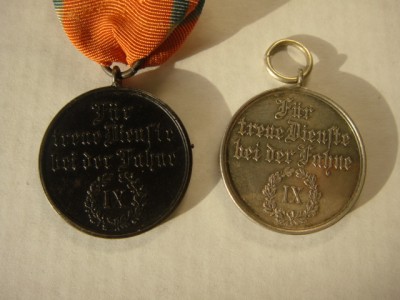 Für
treue Dienste
bei der Fahne
IX
Für
treue Dienste
bei der Fahne
IX